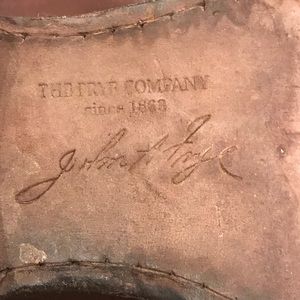 THE FRYE COMPANY
since 1863
John A Frye